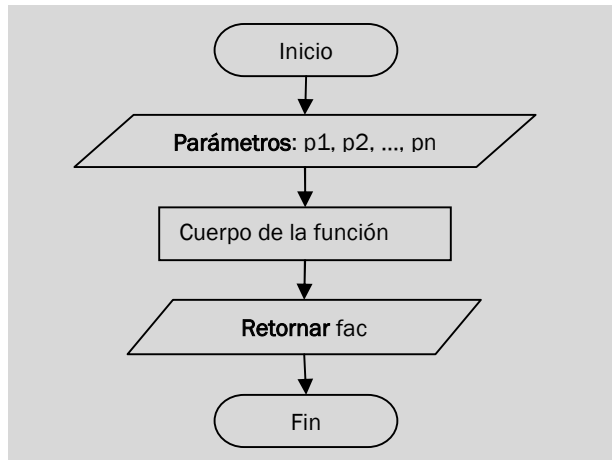 Inicio
Parámetros: p1, p2, ..., pn
Cuerpo de la función
Retornar fac
Fin